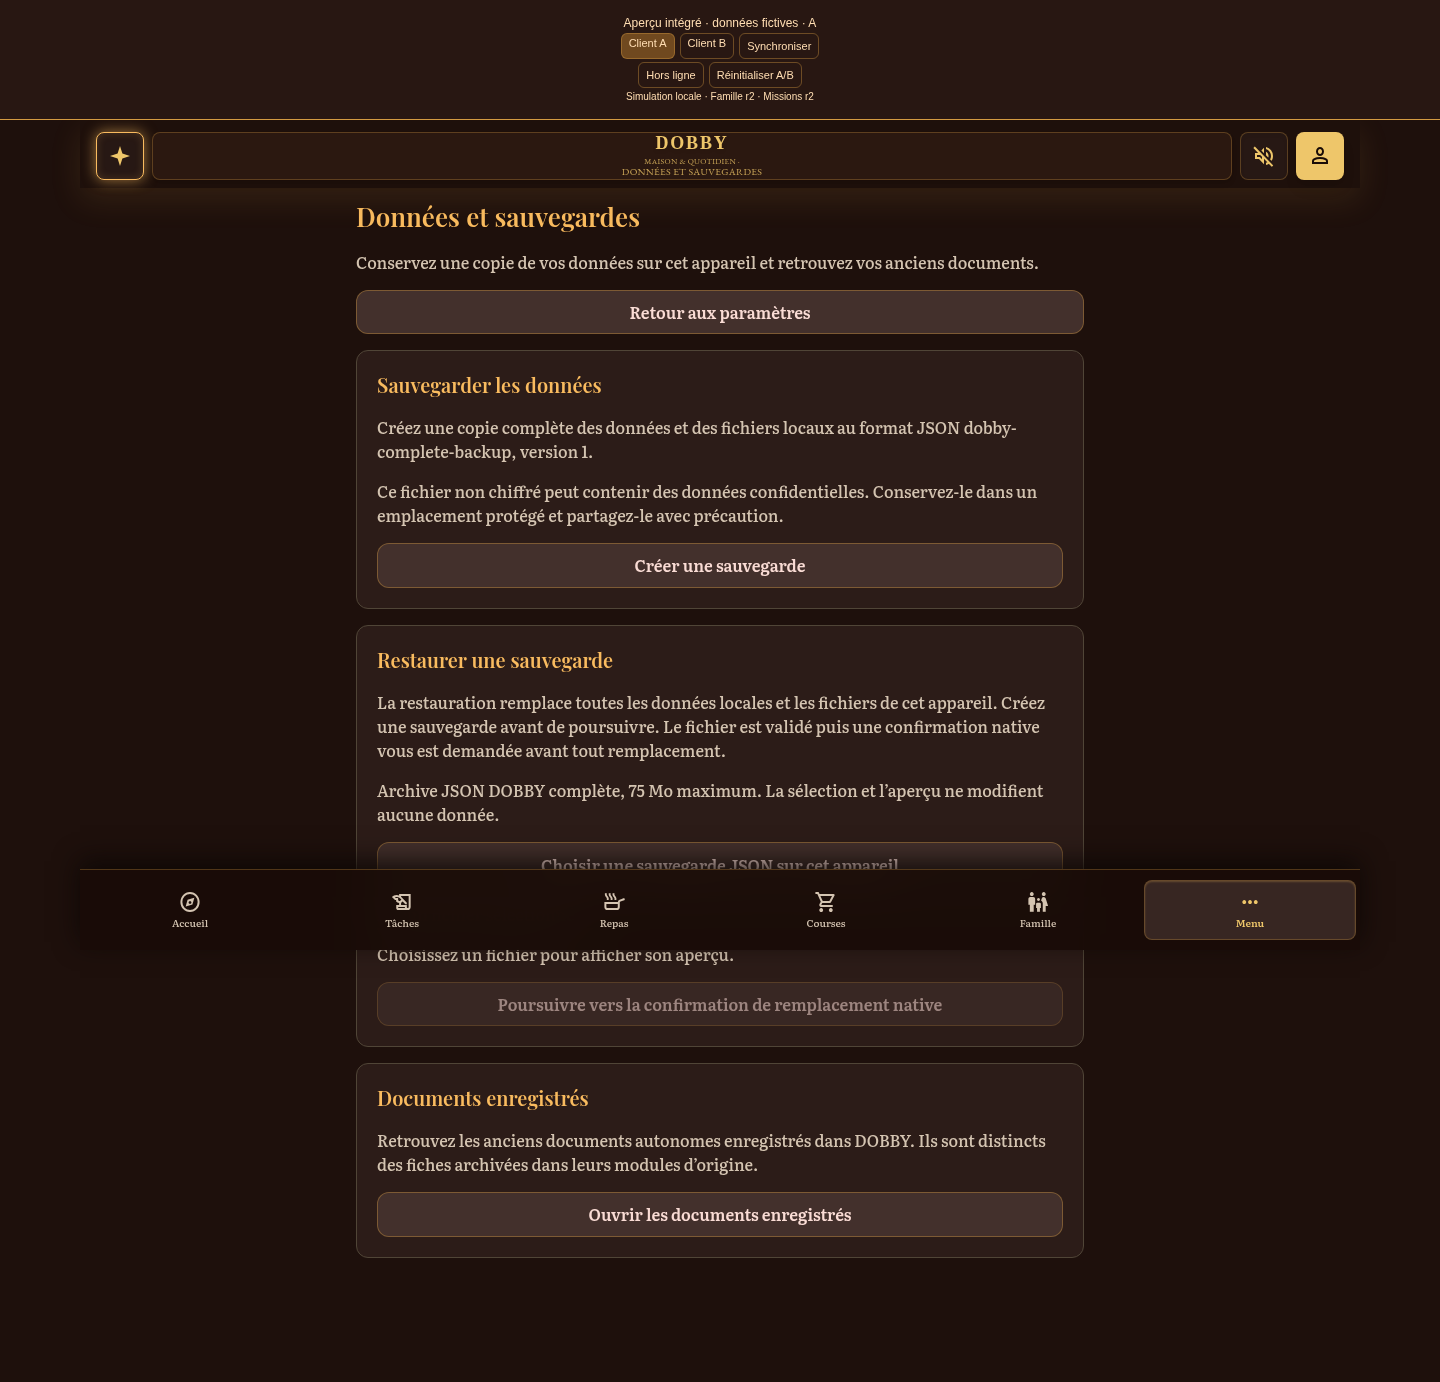 Aperçu intégré · données fictives · A
Client A
Client B
Synchroniser
Hors ligne
Réinitialiser A/B
Simulation locale · Famille r2 · Missions r2
DOBBY
MAISON & QUOTIDIEN ·
DONNÉES ET SAUVEGARDES
Données et sauvegardes
Conservez une copie de vos données sur cet appareil et retrouvez vos anciens documents.
Retour aux paramètres
Sauvegarder les données
Créez une copie complète des données et des fichiers locaux au format JSON dobby-
complete-backup, version 1.
Ce fichier non chiffré peut contenir des données confidentielles. Conservez-le dans un
emplacement protégé et partagez-le avec précaution.
Créer une sauvegarde
Restaurer une sauvegarde
La restauration remplace toutes les données locales et les fichiers de cet appareil. Créez
une sauvegarde avant de poursuivre. Le fichier est validé puis une confirmation native
vous est demandée avant tout remplacement.
Archive JSON DOBBY complète, 75 Mo maximum. La sélection et l’aperçu ne modifient
aucune donnée.
Choisir une sauvegarde JSON sur cet appareil
Accueil
Tâches
Repas
Courses
Famille
Menu
Choisissez un fichier pour afficher son aperçu.
Poursuivre vers la confirmation de remplacement native
Documents enregistrés
Retrouvez les anciens documents autonomes enregistrés dans DOBBY. Ils sont distincts
des fiches archivées dans leurs modules d’origine.
Ouvrir les documents enregistrés